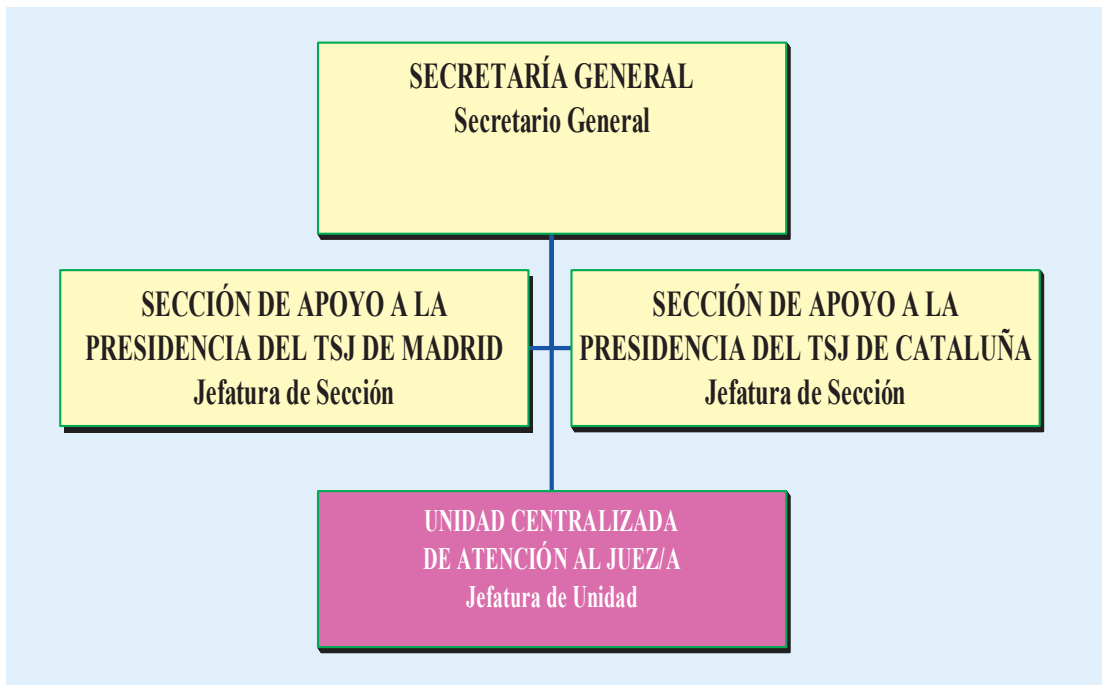 SECRETARÍA GENERAL
Secretario General
SECCIÓN DE APOYO A LA
PRESIDENCIA DEL TSJ DE MADRID
Jefatura de Sección
SECCIÓN DE APOYO A LA
PRESIDENCIA DEL TSJ DE CATALUÑA
Jefatura de Sección
UNIDAD CENTRALIZADA
DE ATENCIÓN AL JUEZ/A
Jefatura de Unidad